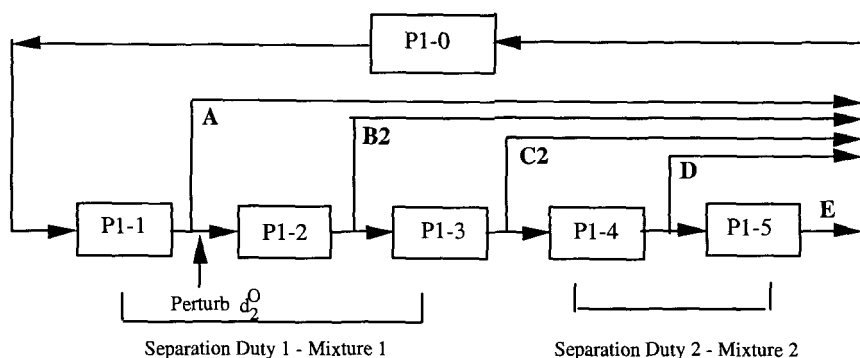 P1-0
A
B2
C2
D
E
P1-1
P1-2
P1-3
P1-4
P1-5
Perturb d₂ᴼ
Separation Duty 1 - Mixture 1
Separation Duty 2 - Mixture 2